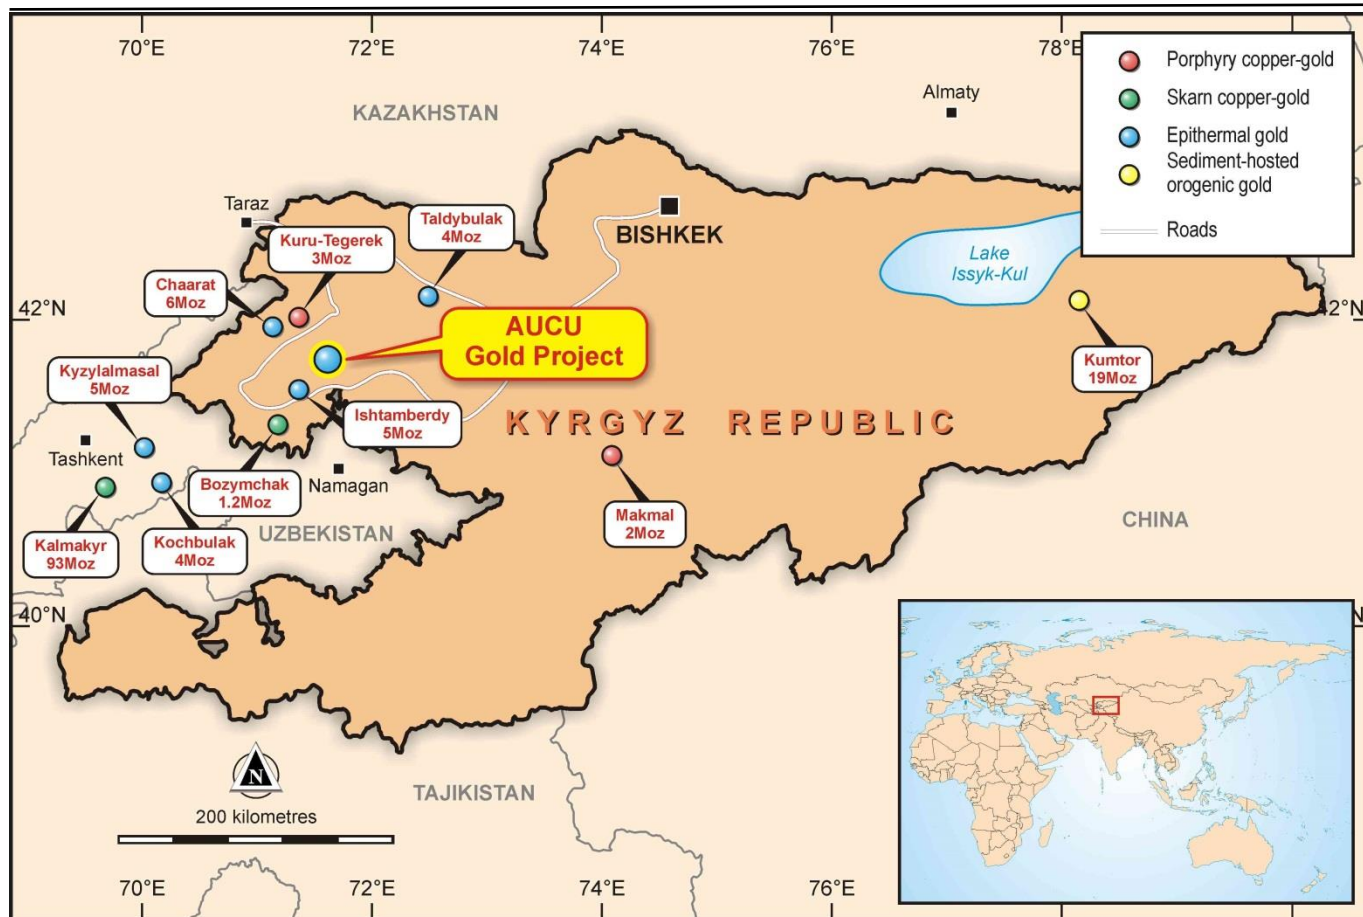 70°E
72°E
74°E
76°E
78°E
Porphyry copper-gold
Skarn copper-gold
Epithermal gold
Sediment-hosted
orogenic gold
Roads
KAZAKHSTAN
Almaty
Taraz
Kuru-Tegerek
3Moz
Taldybulak
4Moz
BISHKEK
Lake
Issyk-Kul
Chaarat
6Moz
42°N
42°N
AUCU
Gold Project
Kumtor
19Moz
Kyzylalmasal
5Moz
Ishtamberdy
5Moz
KYRGYZ REPUBLIC
Tashkent
Bozymchak
1.2Moz
Namagan
Makmal
2Moz
UZBEKISTAN
CHINA
Kalmakyr
93Moz
Kochbulak
4Moz
40°N
N
N
200 kilometres
TAJIKISTAN
70°E
72°E
74°E
76°E